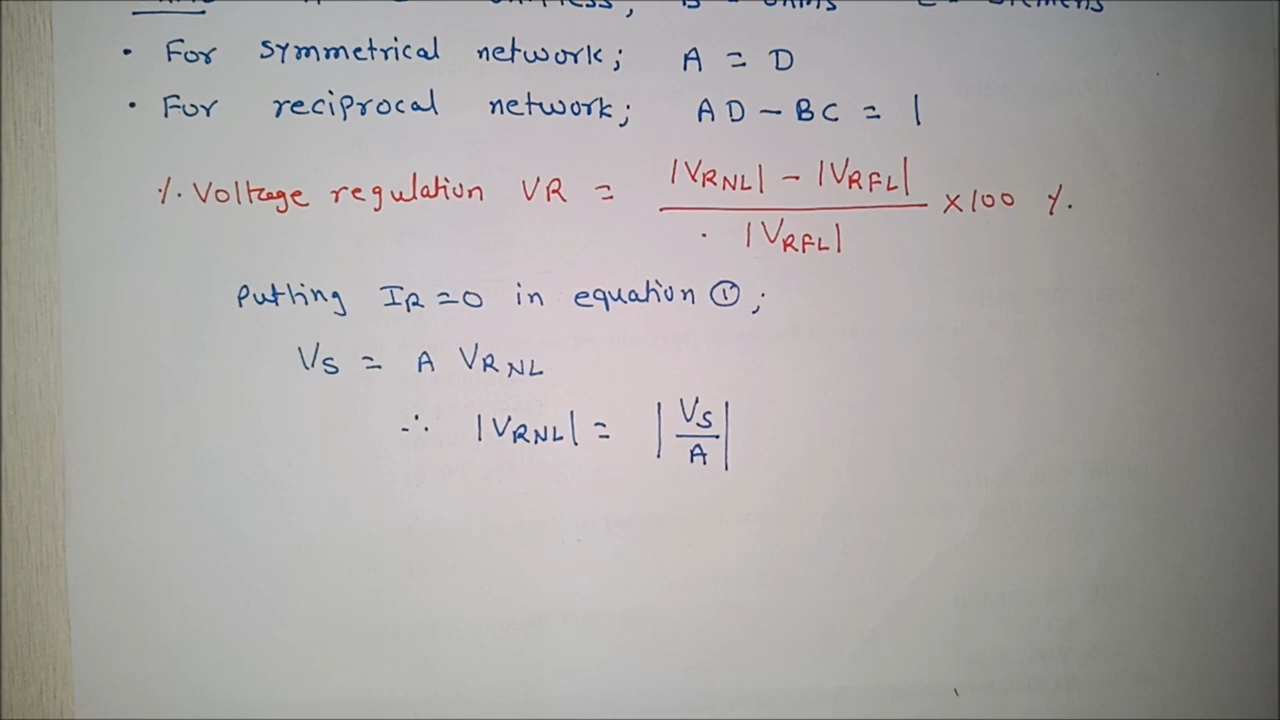 • For symmetrical network; A = D
• For reciprocal network; AD - BC = 1
%. Voltage regulation VR = |VRNL| - |VRFL| / |VRFL| x 100 %.
Putting IR = 0 in equation ①;
VS = A VRNL
∴ |VRNL| = |VS/A|